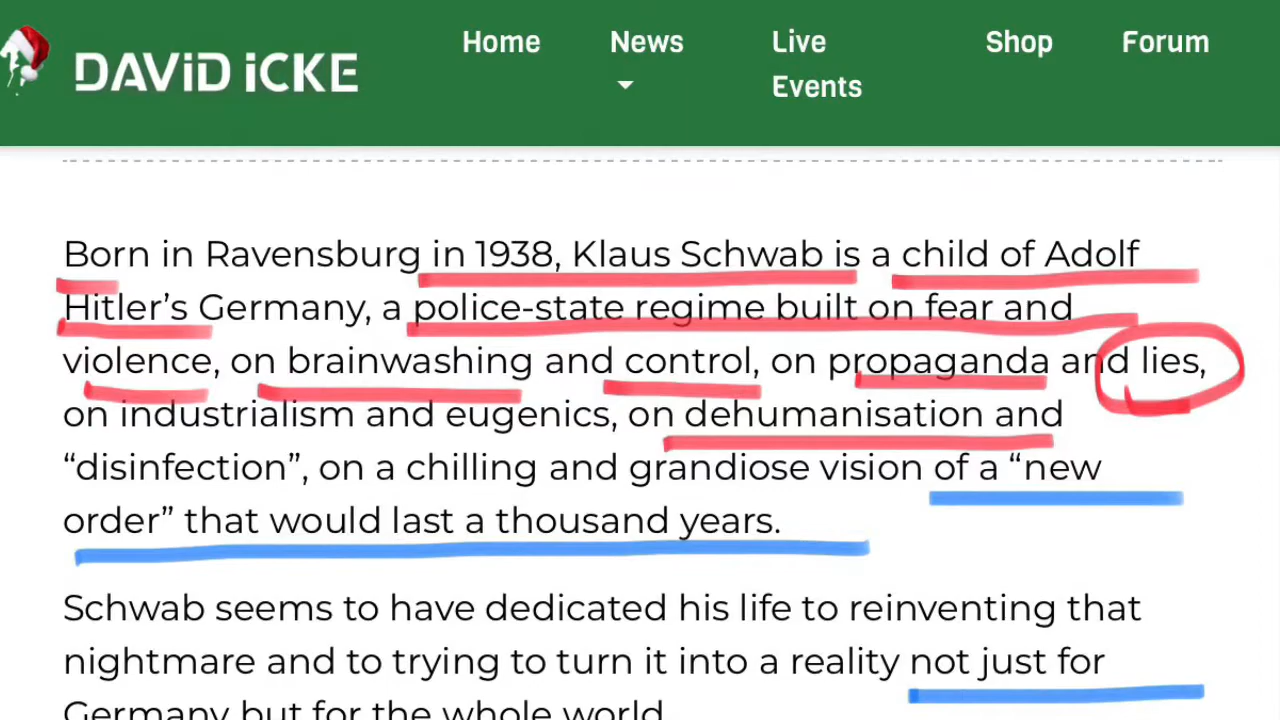 DAViD iCKE
Home
News
Live
Events
Shop
Forum
Born in Ravensburg in 1938, Klaus Schwab is a child of Adolf
Hitler’s Germany, a police-state regime built on fear and
violence, on brainwashing and control, on propaganda and lies,
on industrialism and eugenics, on dehumanisation and
“disinfection”, on a chilling and grandiose vision of a “new
order” that would last a thousand years.
Schwab seems to have dedicated his life to reinventing that
nightmare and to trying to turn it into a reality not just for
Germany but for the whole world.